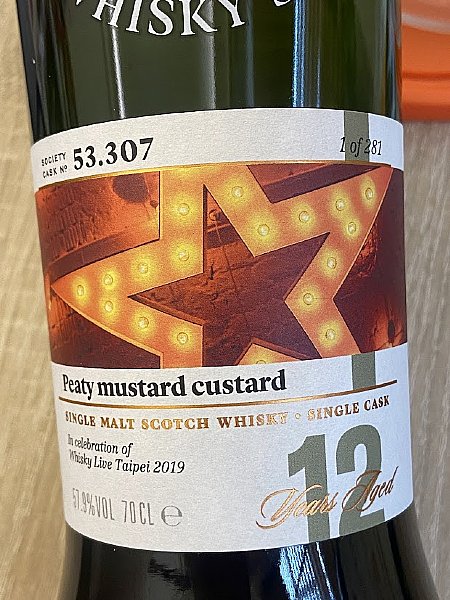 WHISKY
SOCIETY
CASK Nº 53.307
1 of 281
Peaty mustard custard
SINGLE MALT SCOTCH WHISKY · SINGLE CASK
In celebration of
Whisky Live Taipei 2019
57.9%VOL 70CL ℮
12
Years Aged